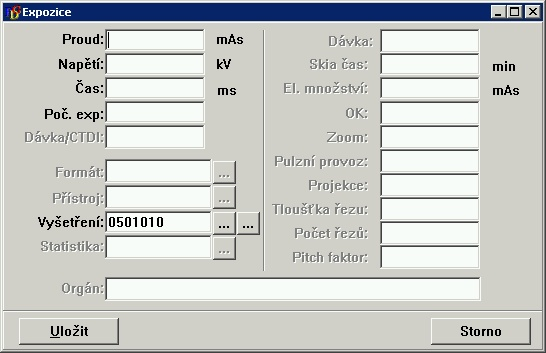 Expozice
Proud: mAs
Napětí: kV
Čas: ms
Poč. exp:
Dávka/CTDI:
Formát: ...
Přístroj: ...
Vyšetření: 0501010 ... ...
Statistika: ...
Dávka:
Skia čas: min
El. množství: mAs
OK:
Zoom:
Pulzní provoz:
Projekce:
Tloušťka řezu:
Počet řezů:
Pitch faktor:
Orgán:
Uložit
Storno